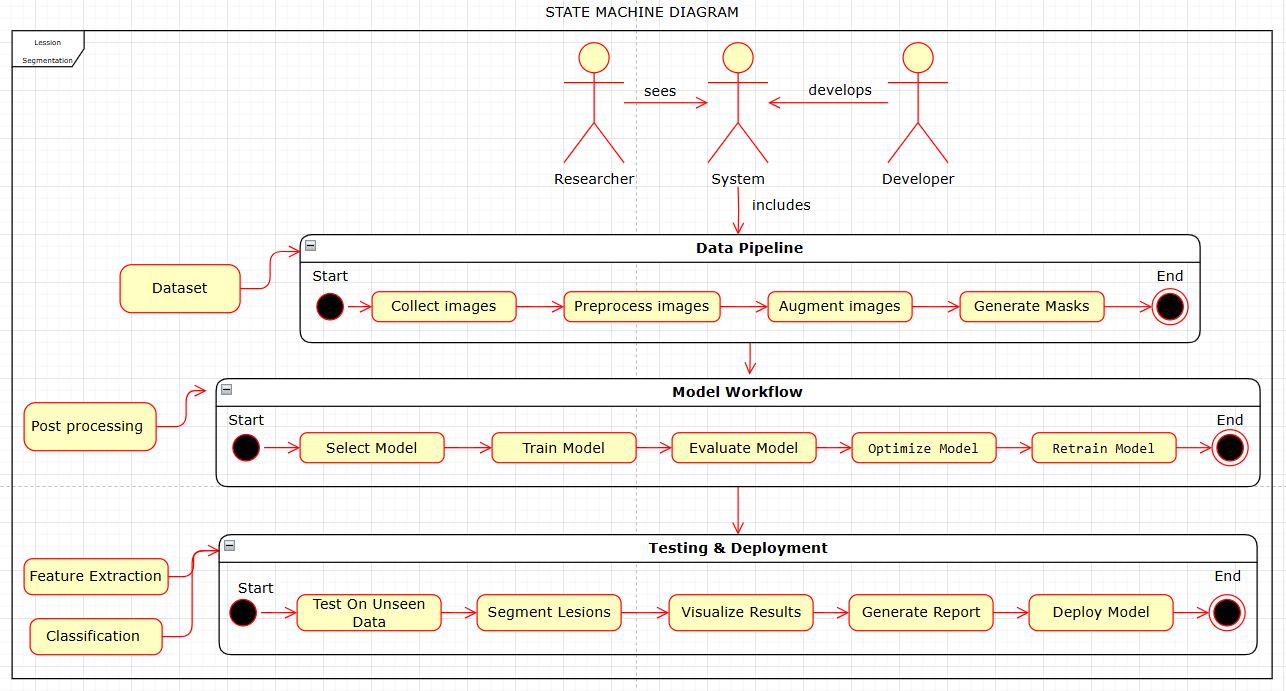 STATE MACHINE DIAGRAM
Lession
Segmentation
sees
develops
Researcher
System
Developer
includes
Data Pipeline
Dataset
Start
End
Collect images
Preprocess images
Augment images
Generate Masks
Model Workflow
Post processing
Start
End
Select Model
Train Model
Evaluate Model
Optimize Model
Retrain Model
Testing & Deployment
Feature Extraction
Classification
Start
End
Test On Unseen
Data
Segment Lesions
Visualize Results
Generate Report
Deploy Model